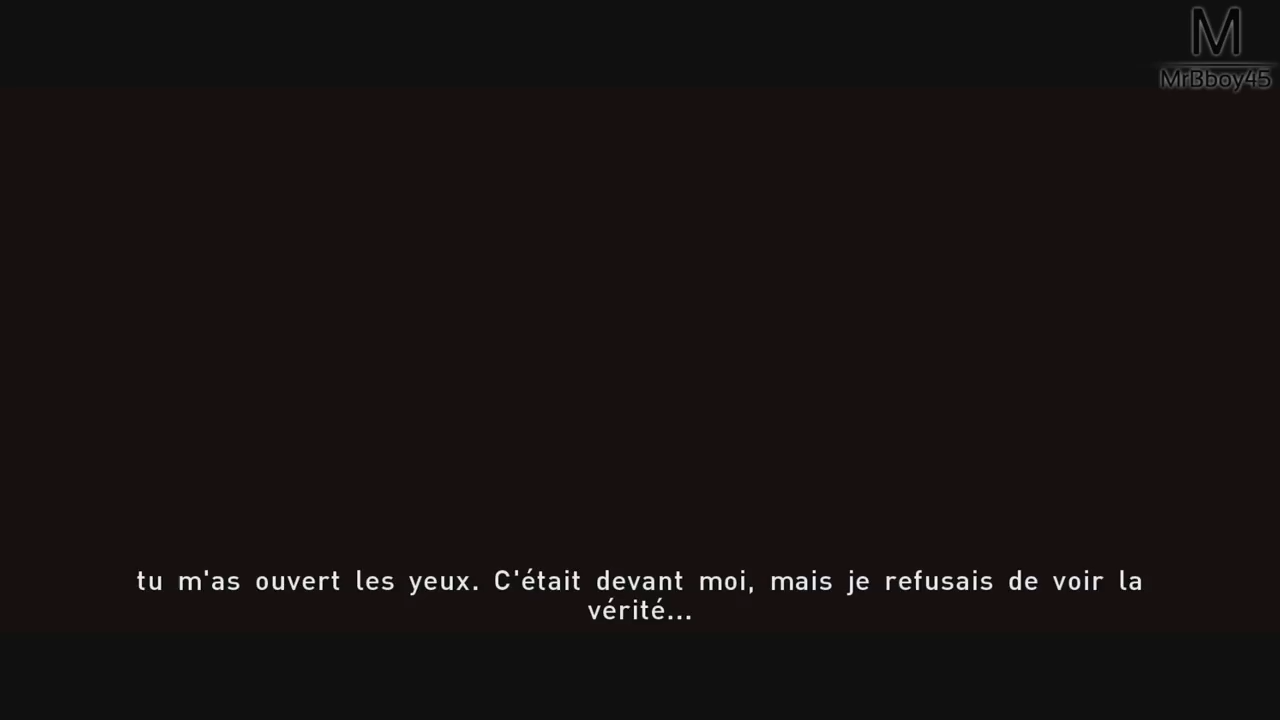 M
MrBboy45
tu m'as ouvert les yeux. C'était devant moi, mais je refusais de voir la
vérité...